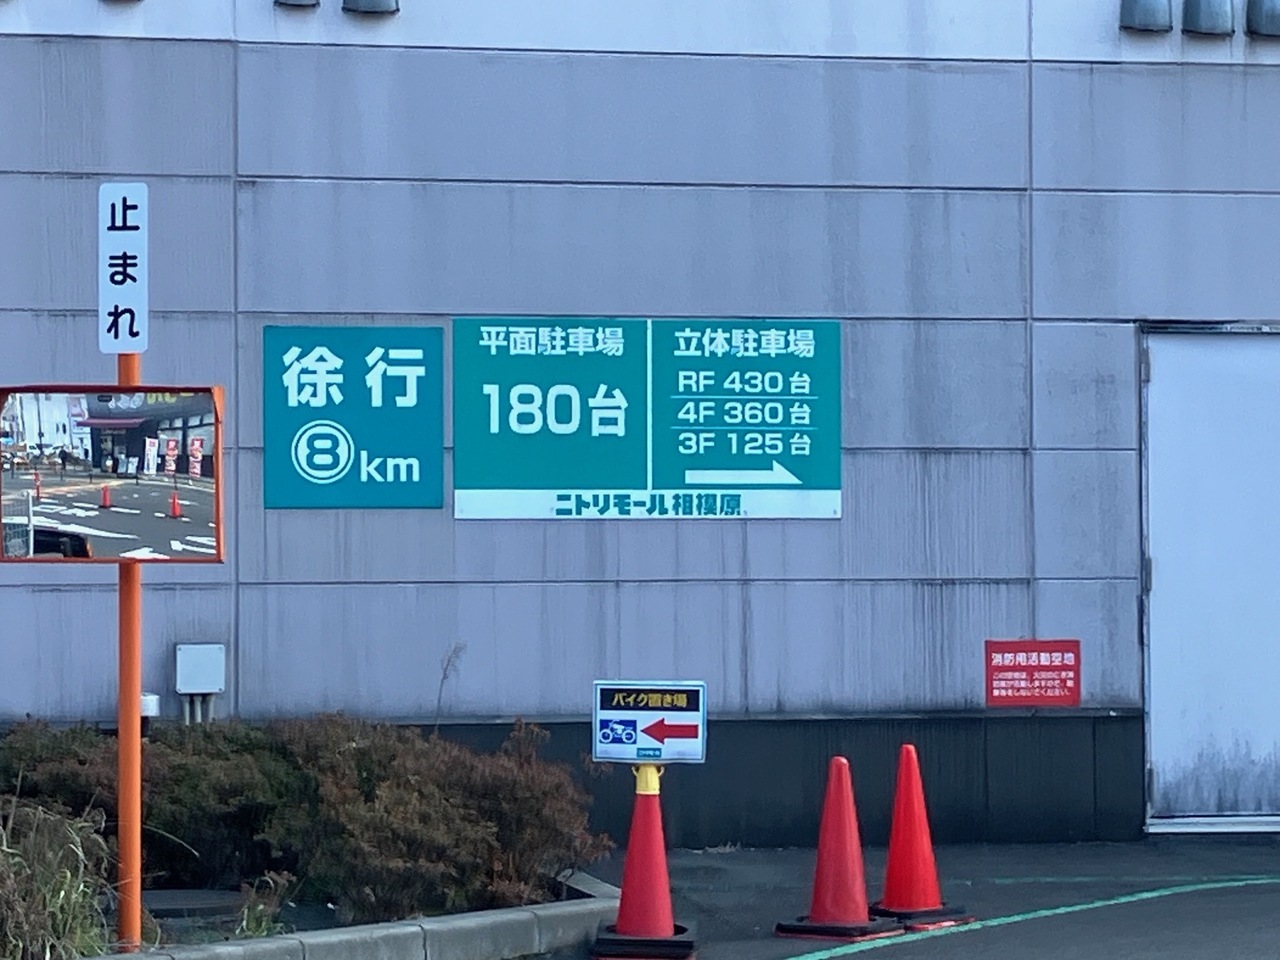 止まれ
徐行
8km
平面駐車場
180台
立体駐車場
RF 430台
4F 360台
3F 125台
ニトリモール相模原
バイク置き場
消防用活動空地